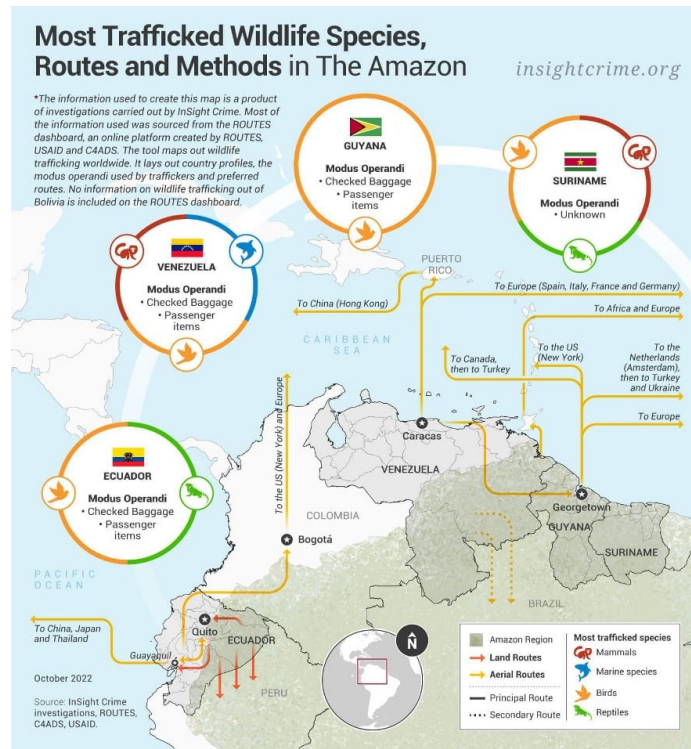 Most Trafficked Wildlife Species,
Routes and Methods in The Amazon
insightcrime.org
*The information used to create this map is a product
of investigations carried out by InSight Crime. Most of
the information used was sourced from the ROUTES
dashboard, an online platform created by ROUTES,
USAID and C4ADS. The tool maps out wildlife
trafficking worldwide. It lays out country profiles, the
modus operandi used by traffickers and preferred
routes. No information on wildlife trafficking out of
Bolivia is included on the ROUTES dashboard.
GUYANA
Modus Operandi
• Checked Baggage
• Passenger
items
SURINAME
Modus Operandi
• Unknown
VENEZUELA
Modus Operandi
• Checked Baggage
• Passenger
items
ECUADOR
Modus Operandi
• Checked Baggage
• Passenger
items
PUERTO
RICO
To China (Hong Kong)
To Europe (Spain, Italy, France and Germany)
To Africa and Europe
CARIBBEAN
SEA
To Canada,
then to Turkey
To the US
(New York)
To the
Netherlands
(Amsterdam),
then to Turkey
and Ukraine
To Europe
To the US (New York) and Europe
Caracas
VENEZUELA
Georgetown
GUYANA
SURINAME
COLOMBIA
Bogotá
BRAZIL
PACIFIC
OCEAN
To China, Japan
and Thailand
Quito
ECUADOR
Guayaquil
PERU
October 2022
Source: InSight Crime
investigations, ROUTES,
C4ADS, USAID.
N
Amazon Region
Land Routes
Aerial Routes
Principal Route
Secondary Route
Most trafficked species
Mammals
Marine species
Birds
Reptiles